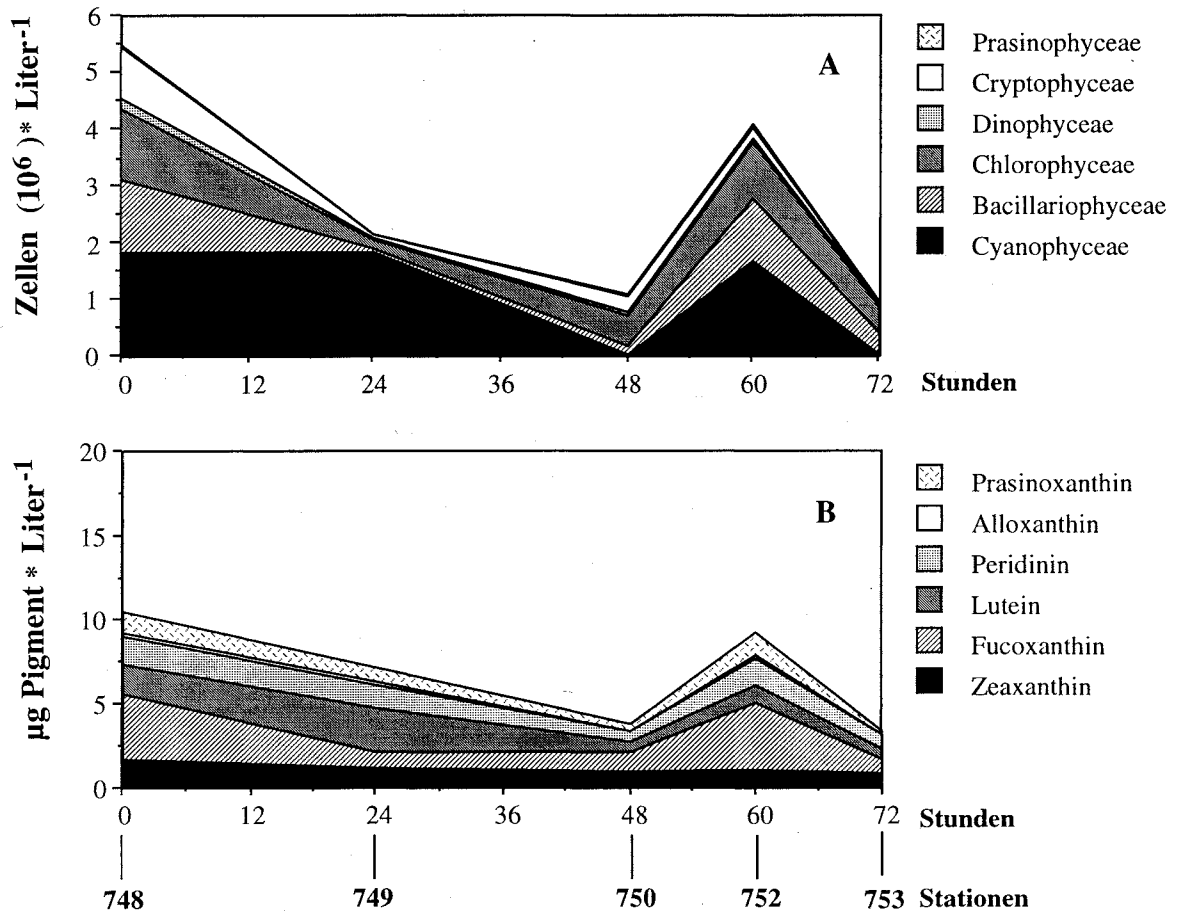 Zellen (10⁶) * Liter⁻¹
6
5
4
3
2
1
0
A
0 12 24 36 48 60 72 Stunden
Prasinophyceae
Cryptophyceae
Dinophyceae
Chlorophyceae
Bacillariophyceae
Cyanophyceae
µg Pigment * Liter⁻¹
20
15
10
5
0
B
0 12 24 36 48 60 72 Stunden
748 749 750 752 753 Stationen
Prasinoxanthin
Alloxanthin
Peridinin
Lutein
Fucoxanthin
Zeaxanthin